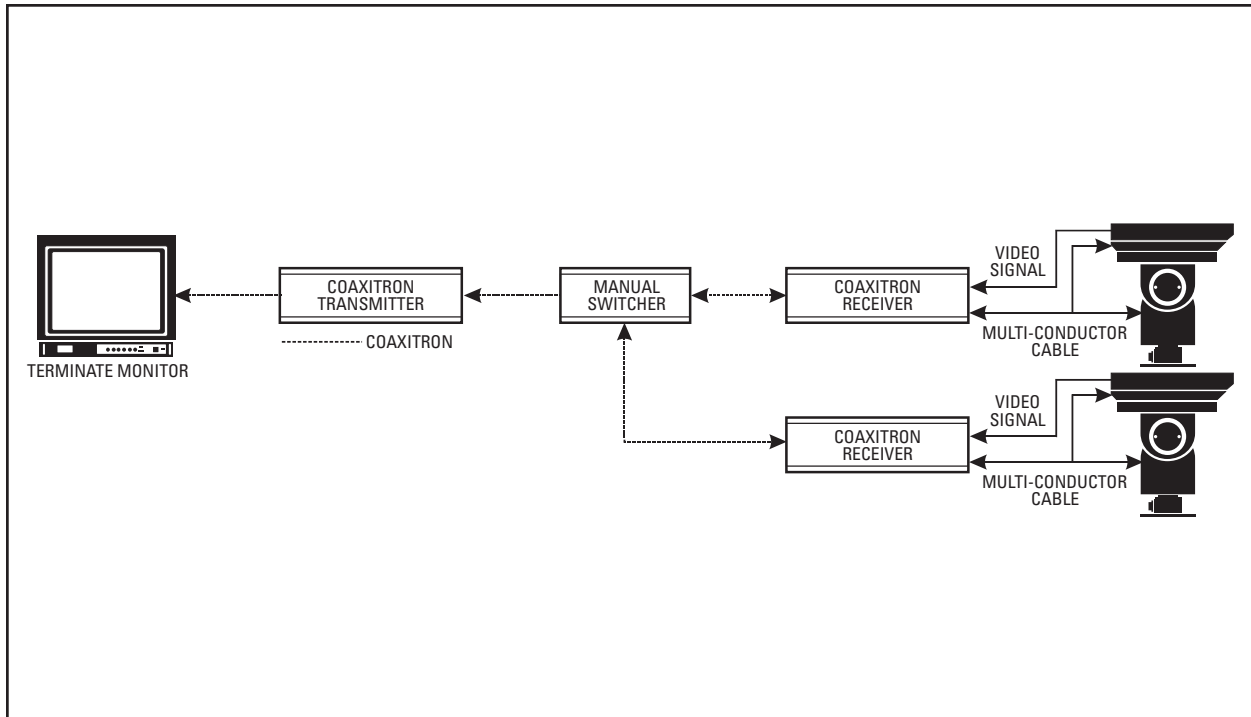 COAXITRON
TRANSMITTER
MANUAL
SWITCHER
COAXITRON
RECEIVER
VIDEO
SIGNAL
MULTI-CONDUCTOR
CABLE
COAXITRON
TERMINATE MONITOR
COAXITRON
RECEIVER
VIDEO
SIGNAL
MULTI-CONDUCTOR
CABLE